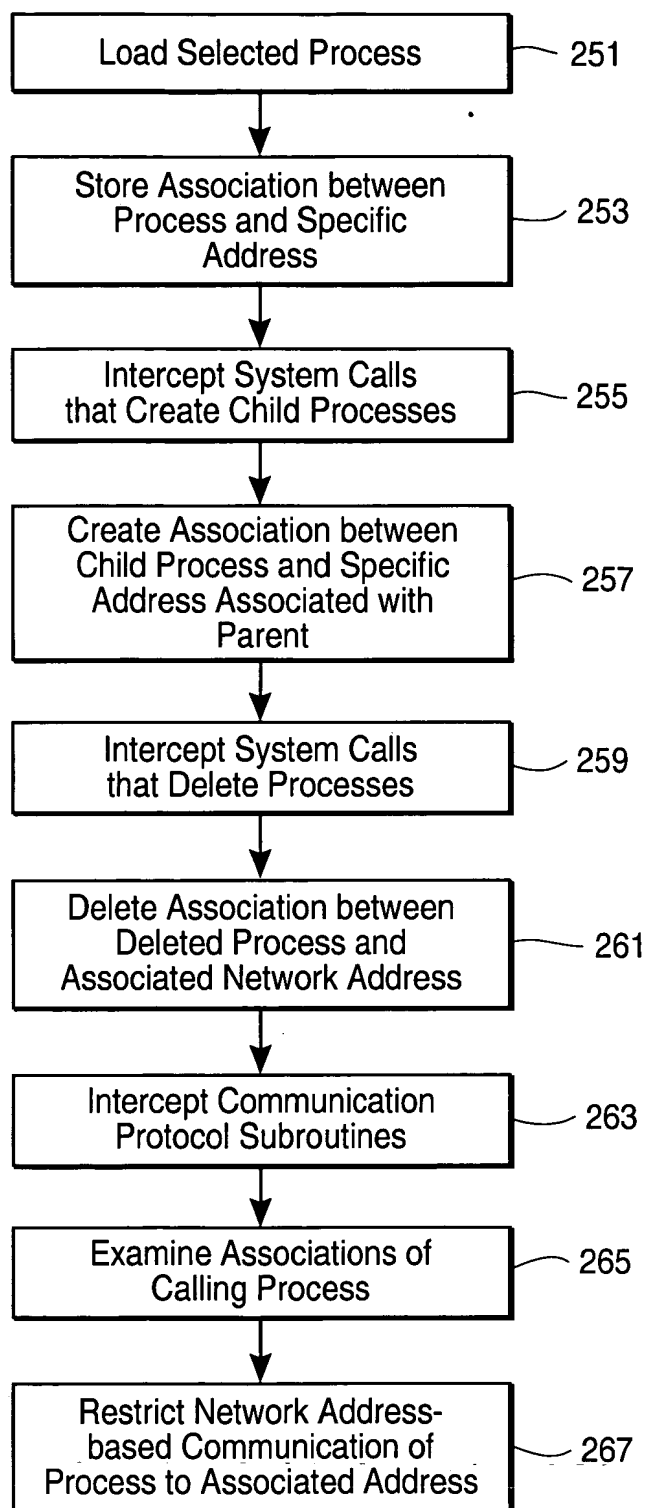 Load Selected Process
251
Store Association between
Process and Specific
Address
253
Intercept System Calls
that Create Child Processes
255
Create Association between
Child Process and Specific
Address Associated with
Parent
257
Intercept System Calls
that Delete Processes
259
Delete Association between
Deleted Process and
Associated Network Address
261
Intercept Communication
Protocol Subroutines
263
Examine Associations of
Calling Process
265
Restrict Network Address-
based Communication of
Process to Associated Address
267